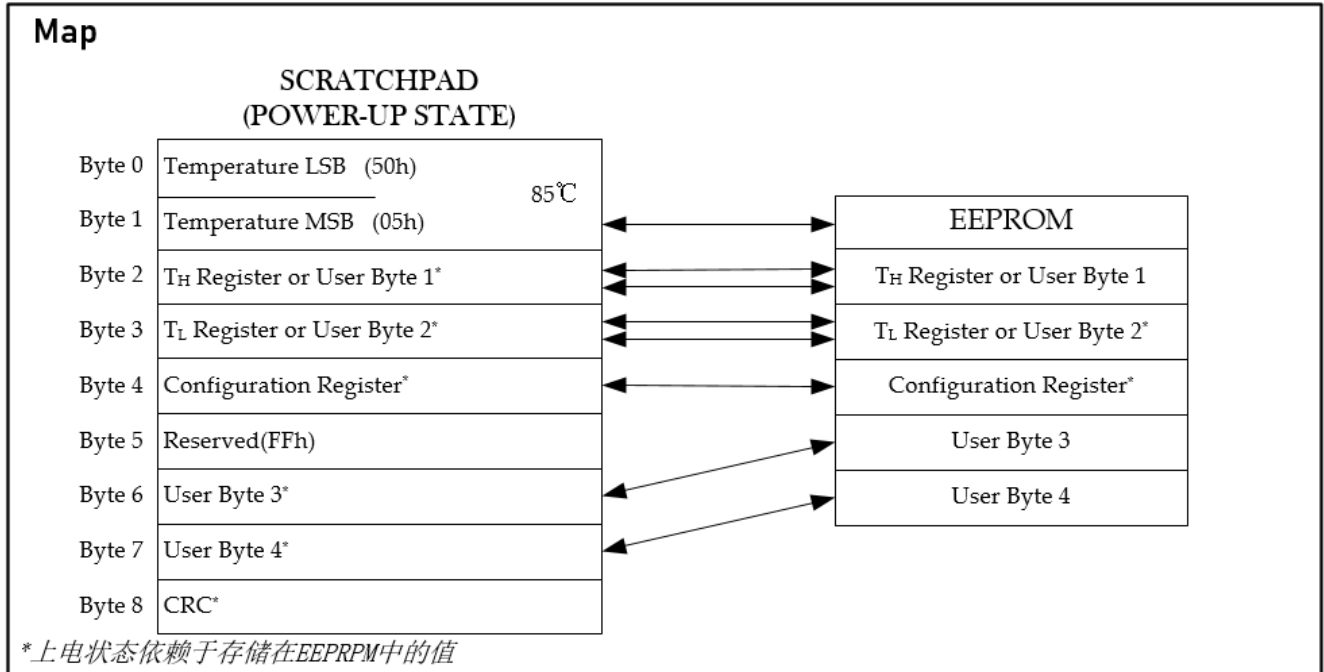 Map
SCRATCHPAD
(POWER-UP STATE)
Byte 0 Temperature LSB (50h)
85℃
Byte 1 Temperature MSB (05h)
EEPROM
Byte 2 TH Register or User Byte 1*
TH Register or User Byte 1
Byte 3 TL Register or User Byte 2*
TL Register or User Byte 2*
Byte 4 Configuration Register*
Configuration Register*
Byte 5 Reserved(FFh)
User Byte 3
Byte 6 User Byte 3*
User Byte 4
Byte 7 User Byte 4*
Byte 8 CRC*
*上电状态依赖于存储在EEPRPM中的值